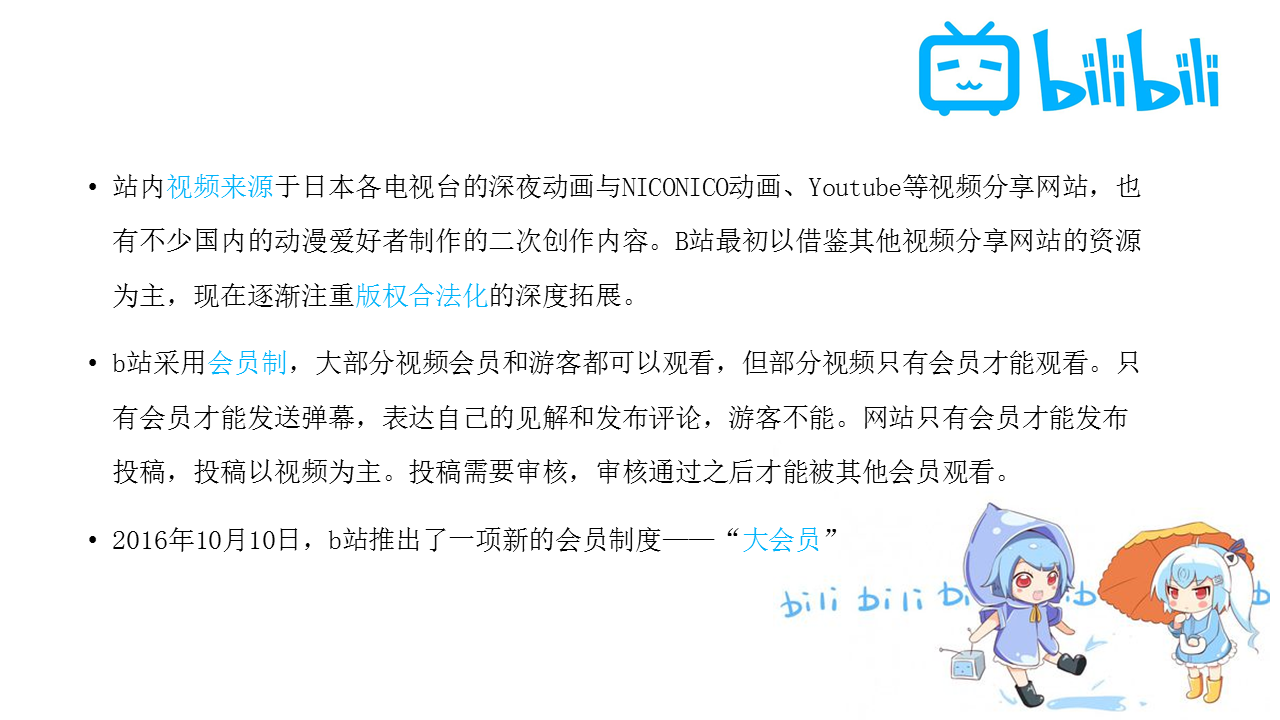 bilibili
• 站内视频来源于日本各电视台的深夜动画与NICONICO动画、Youtube等视频分享网站，也
有不少国内的动漫爱好者制作的二次创作内容。B站最初以借鉴其他视频分享网站的资源
为主，现在逐渐注重版权合法化的深度拓展。
• b站采用会员制，大部分视频会员和游客都可以观看，但部分视频只有会员才能观看。只
有会员才能发送弹幕，表达自己的见解和发布评论，游客不能。网站只有会员才能发布
投稿，投稿以视频为主。投稿需要审核，审核通过之后才能被其他会员观看。
• 2016年10月10日，b站推出了一项新的会员制度——“大会员”
bili bili bi